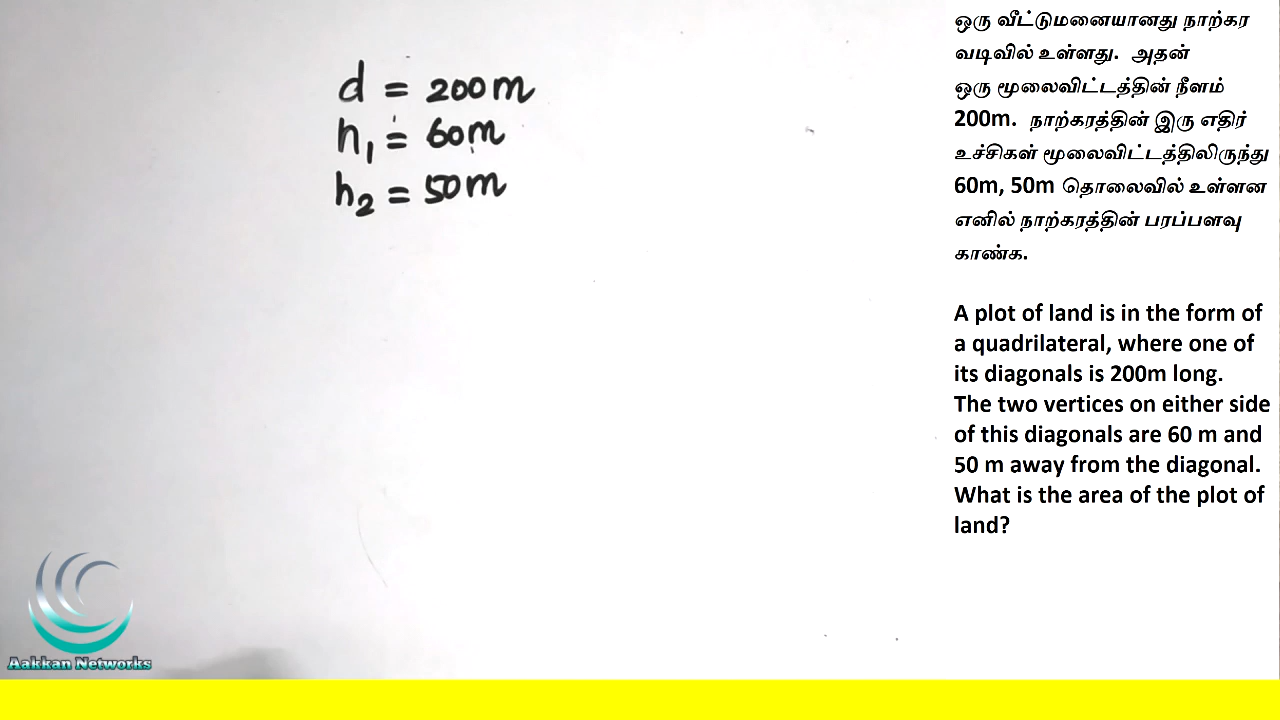 d = 200m
h₁ = 60m
h₂ = 50m
ஒரு வீட்டுமனையானது நாற்கர
வடிவில் உள்ளது. அதன்
ஒரு மூலைவிட்டத்தின் நீளம்
200m. நாற்கரத்தின் இரு எதிர்
உச்சிகள் மூலைவிட்டத்திலிருந்து
60m, 50m தொலைவில் உள்ளன
எனில் நாற்கரத்தின் பரப்பளவு
காண்க.
A plot of land is in the form of
a quadrilateral, where one of
its diagonals is 200m long.
The two vertices on either side
of this diagonals are 60 m and
50 m away from the diagonal.
What is the area of the plot of
land?
Aakkan Networks